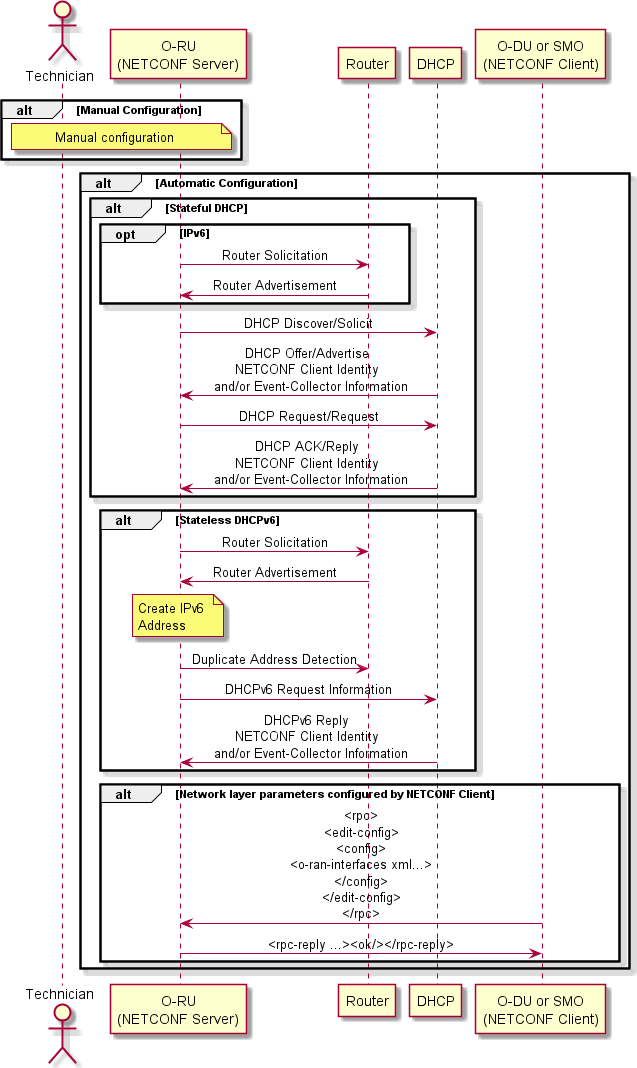 Technician
O-RU
(NETCONF Server)
Router
DHCP
O-DU or SMO
(NETCONF Client)
alt [Manual Configuration]
Manual configuration
alt [Automatic Configuration]
alt [Stateful DHCP]
opt [IPv6]
Router Solicitation
Router Advertisement
DHCP Discover/Solicit
DHCP Offer/Advertise
NETCONF Client Identity
and/or Event-Collector Information
DHCP Request/Request
DHCP ACK/Reply
NETCONF Client Identity
and/or Event-Collector Information
alt [Stateless DHCPv6]
Router Solicitation
Router Advertisement
Create IPv6
Address
Duplicate Address Detection
DHCPv6 Request Information
DHCPv6 Reply
NETCONF Client Identity
and/or Event-Collector Information
alt [Network layer parameters configured by NETCONF Client]
<rpc>
<edit-config>
<config>
<o-ran-interfaces xml...>
</config>
</edit-config>
</rpc>
<rpc-reply ...><ok/></rpc-reply>
Technician
O-RU
(NETCONF Server)
Router
DHCP
O-DU or SMO
(NETCONF Client)